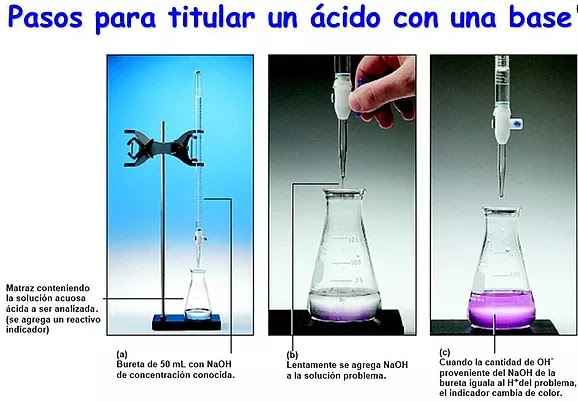 Pasos para titular un ácido con una base
Matraz conteniendo
la solución acuosa
ácida a ser analizada.
(se agrega un reactivo
indicador)
(a)
Bureta de 50 mL con NaOH
de concentración conocida.
(b)
Lentamente se agrega NaOH
a la solución problema.
(c)
Cuando la cantidad de OH-
proveniente del NaOH de la
bureta iguala al H+del problema,
el indicador cambia de color.